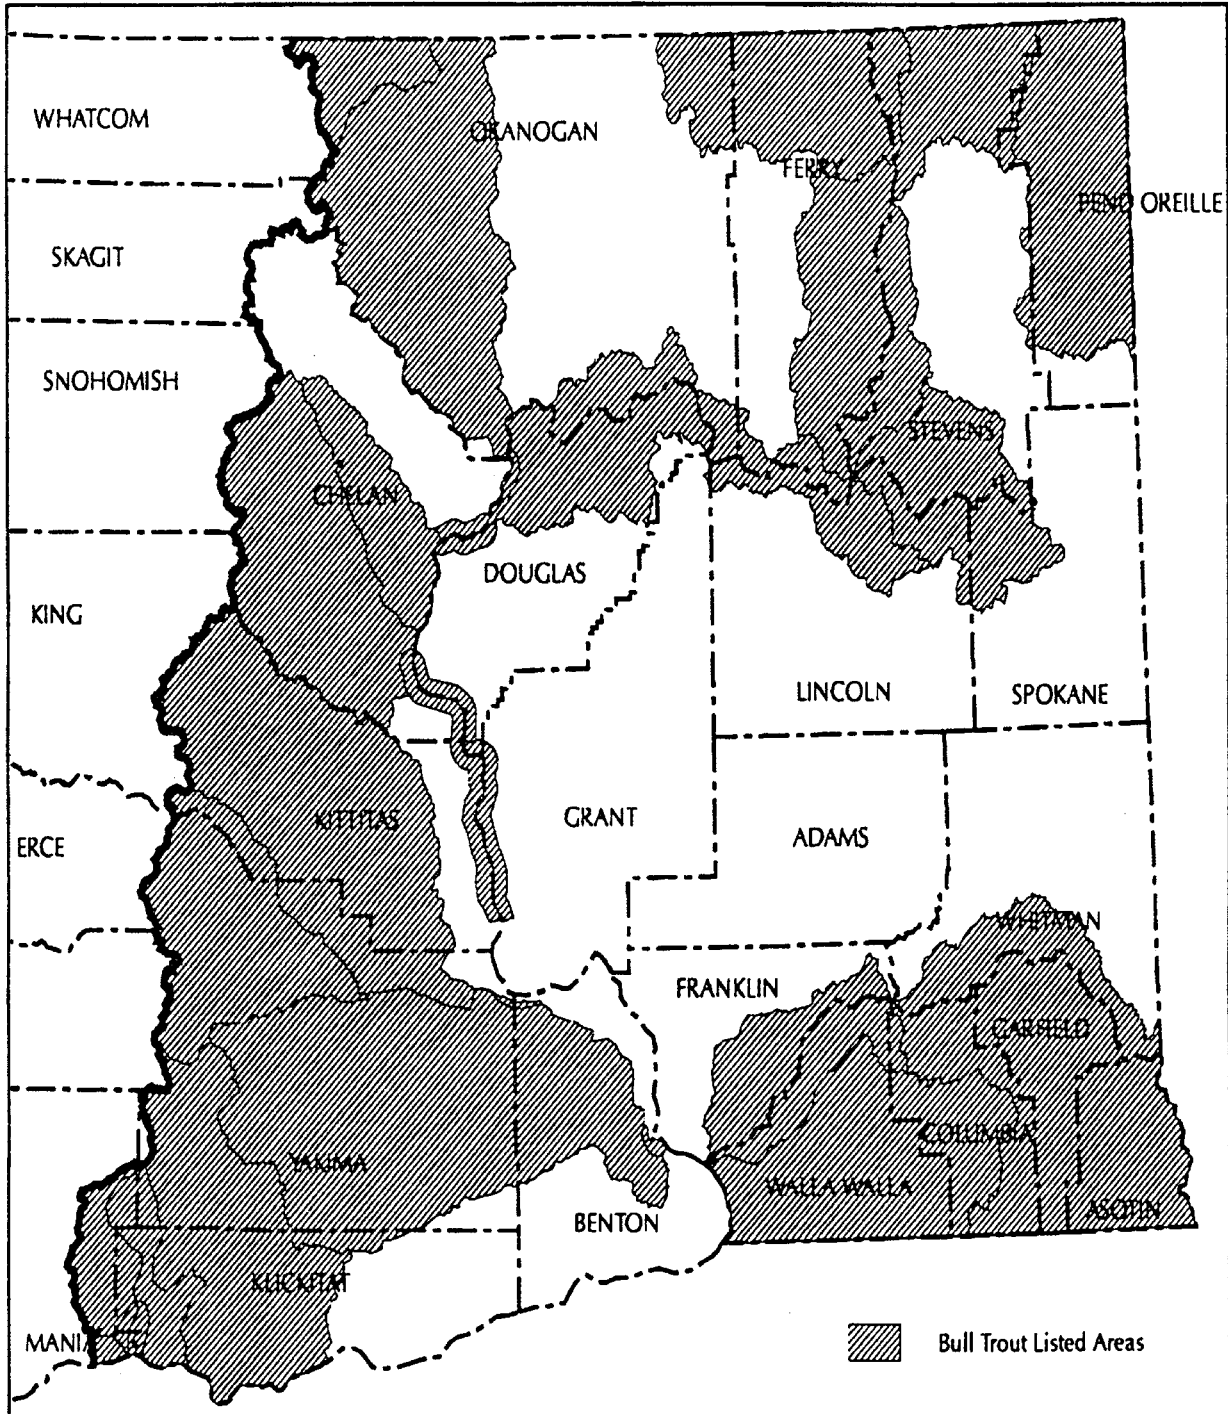 WHATCOM
OKANOGAN
FERRY
PEND OREILLE
SKAGIT
SNOHOMISH
STEVENS
CHELAN
DOUGLAS
KING
LINCOLN
SPOKANE
KITTITAS
GRANT
ADAMS
ERCE
WHITMAN
FRANKLIN
GARFIELD
COLUMBIA
YAKIMA
WALLA WALLA
ASOTIN
BENTON
KLICKITAT
MANIA
Bull Trout Listed Areas